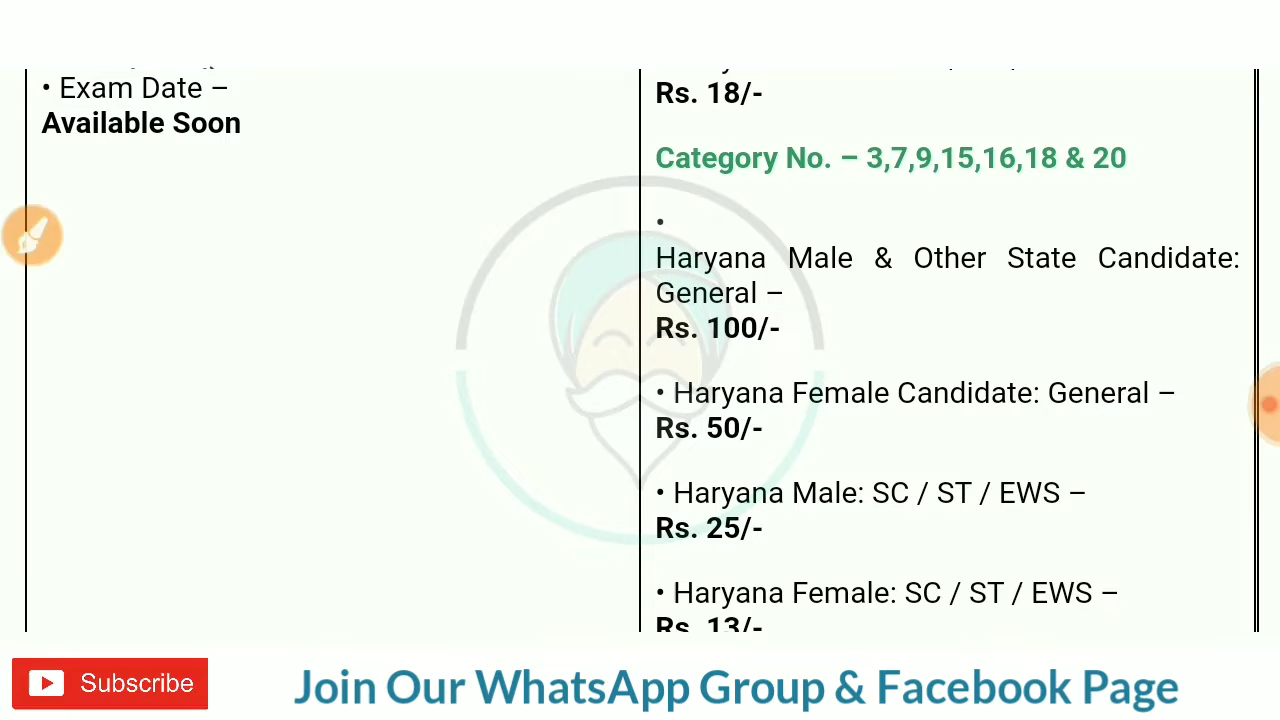 • Exam Date –
Available Soon
Rs. 18/-
Category No. – 3,7,9,15,16,18 & 20
•
Haryana Male & Other State Candidate:
General –
Rs. 100/-
• Haryana Female Candidate: General –
Rs. 50/-
• Haryana Male: SC / ST / EWS –
Rs. 25/-
• Haryana Female: SC / ST / EWS –
Rs. 13/-
Subscribe
Join Our WhatsApp Group & Facebook Page